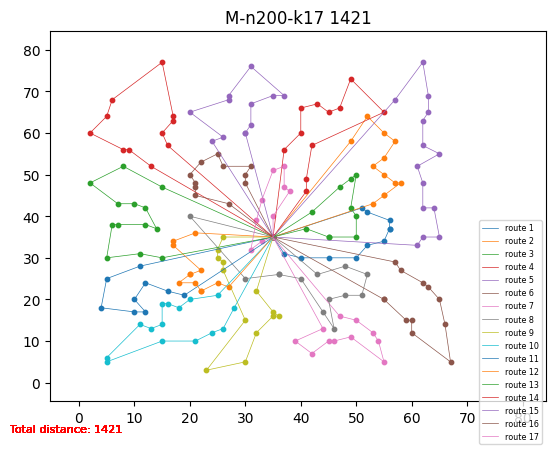 M-n200-k17 1421
80
70
60
50
40
30
20
10
0
0
10
20
30
40
50
60
70
80
route 1
route 2
route 3
route 4
route 5
route 6
route 7
route 8
route 9
route 10
route 11
route 12
route 13
route 14
route 15
route 16
route 17
Total distance: 1421